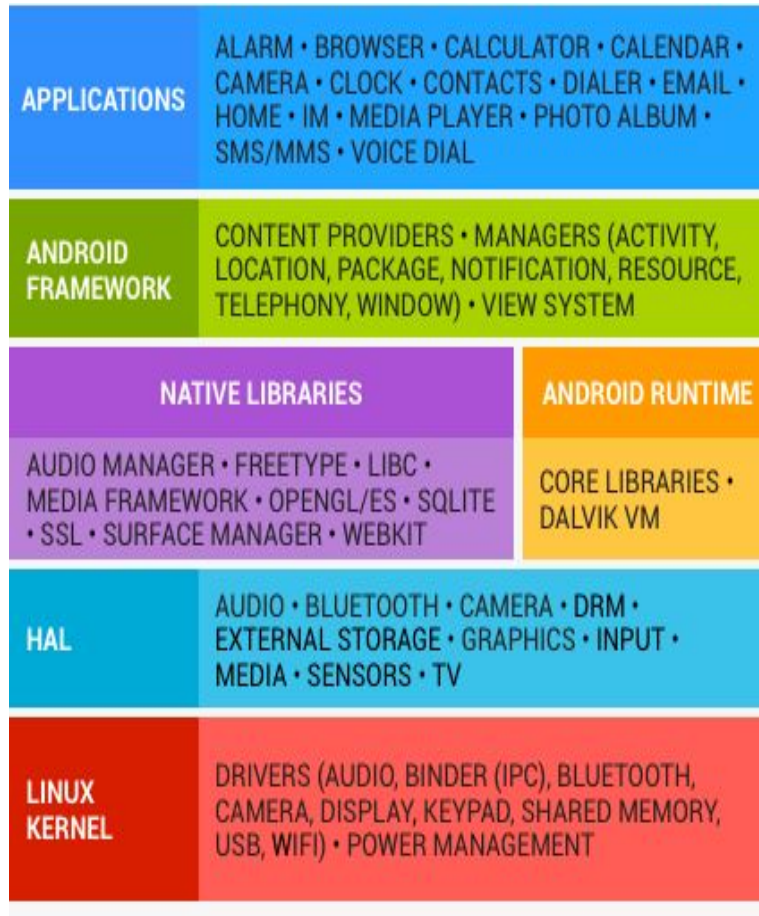 APPLICATIONS
ALARM • BROWSER • CALCULATOR • CALENDAR •
CAMERA • CLOCK • CONTACTS • DIALER • EMAIL •
HOME • IM • MEDIA PLAYER • PHOTO ALBUM •
SMS/MMS • VOICE DIAL
ANDROID
FRAMEWORK
CONTENT PROVIDERS • MANAGERS (ACTIVITY,
LOCATION, PACKAGE, NOTIFICATION, RESOURCE,
TELEPHONY, WINDOW) • VIEW SYSTEM
NATIVE LIBRARIES
AUDIO MANAGER • FREETYPE • LIBC •
MEDIA FRAMEWORK • OPENGL/ES • SQLITE
• SSL • SURFACE MANAGER • WEBKIT
ANDROID RUNTIME
CORE LIBRARIES •
DALVIK VM
HAL
AUDIO • BLUETOOTH • CAMERA • DRM •
EXTERNAL STORAGE • GRAPHICS • INPUT •
MEDIA • SENSORS • TV
LINUX
KERNEL
DRIVERS (AUDIO, BINDER (IPC), BLUETOOTH,
CAMERA, DISPLAY, KEYPAD, SHARED MEMORY,
USB, WIFI) • POWER MANAGEMENT